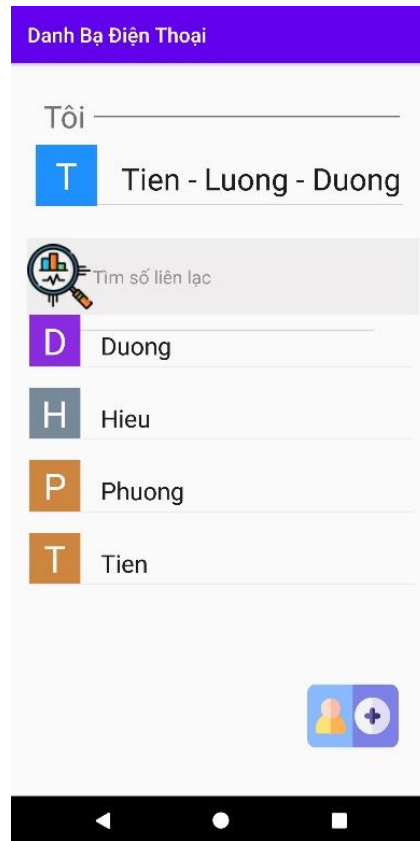 Danh Bạ Điện Thoại
Tôi
T
Tien - Luong - Duong
Tìm số liên lạc
D
Duong
H
Hieu
P
Phuong
T
Tien